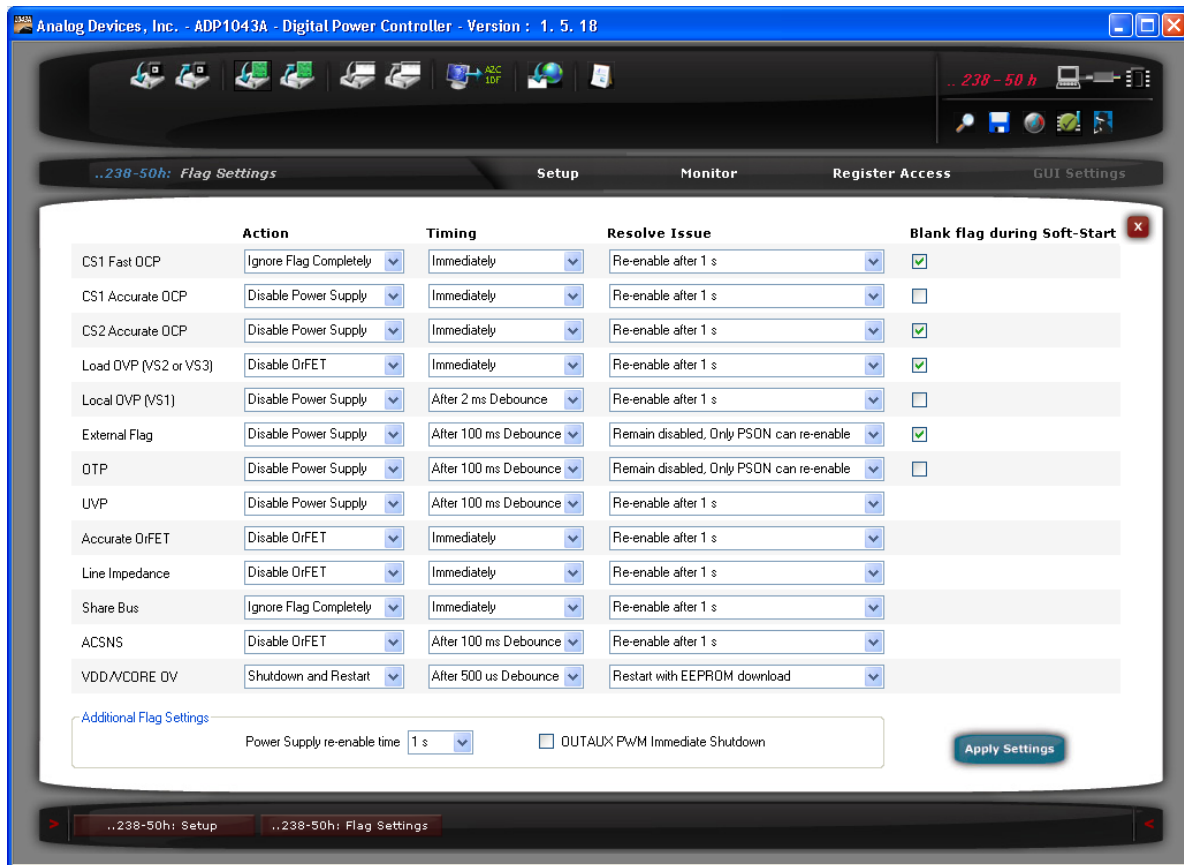 Analog Devices, Inc. - ADP1043A - Digital Power Controller - Version : 1. 5. 18
A2C
1DF
.. 238 - 50 h
..238-50h: Flag Settings Setup Monitor Register Access GUI Settings
Action Timing Resolve Issue Blank flag during Soft-Start x
CS1 Fast OCP Ignore Flag Completely Immediately Re-enable after 1 s
CS1 Accurate OCP Disable Power Supply Immediately Re-enable after 1 s
CS2 Accurate OCP Disable Power Supply Immediately Re-enable after 1 s
Load OVP (VS2 or VS3) Disable OrFET Immediately Re-enable after 1 s
Local OVP (VS1) Disable Power Supply After 2 ms Debounce Re-enable after 1 s
External Flag Disable Power Supply After 100 ms Debounce Remain disabled, Only PSON can re-enable
OTP Disable Power Supply After 100 ms Debounce Remain disabled, Only PSON can re-enable
UVP Disable Power Supply After 100 ms Debounce Re-enable after 1 s
Accurate OrFET Disable OrFET Immediately Re-enable after 1 s
Line Impedance Disable OrFET Immediately Re-enable after 1 s
Share Bus Ignore Flag Completely Immediately Re-enable after 1 s
ACSNS Disable OrFET After 100 ms Debounce Re-enable after 1 s
VDD/VCORE OV Shutdown and Restart After 500 us Debounce Restart with EEPROM download
Additional Flag Settings
Power Supply re-enable time 1 s OUTAUX PWM Immediate Shutdown
Apply Settings
> ..238-50h: Setup ..238-50h: Flag Settings <